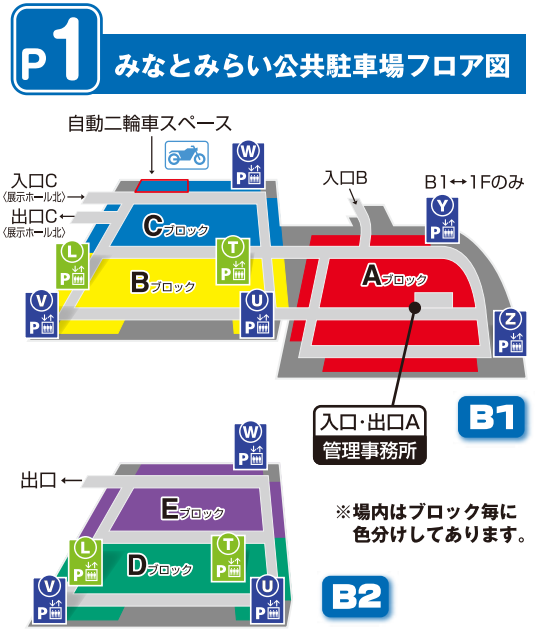 P1
みなとみらい公共駐車場フロア図
自動二輪車スペース
W
P
入口C
〈展示ホール北〉
出口C
〈展示ホール北〉
入口B
B1↔1Fのみ
Y
P
Cブロック
L
P
T
P
Bブロック
Aブロック
V
P
U
P
Z
P
入口・出口A
管理事務所
B1
W
P
出口
Eブロック
※場内はブロック毎に
色分けしてあります。
L
P
T
P
Dブロック
V
P
U
P
B2